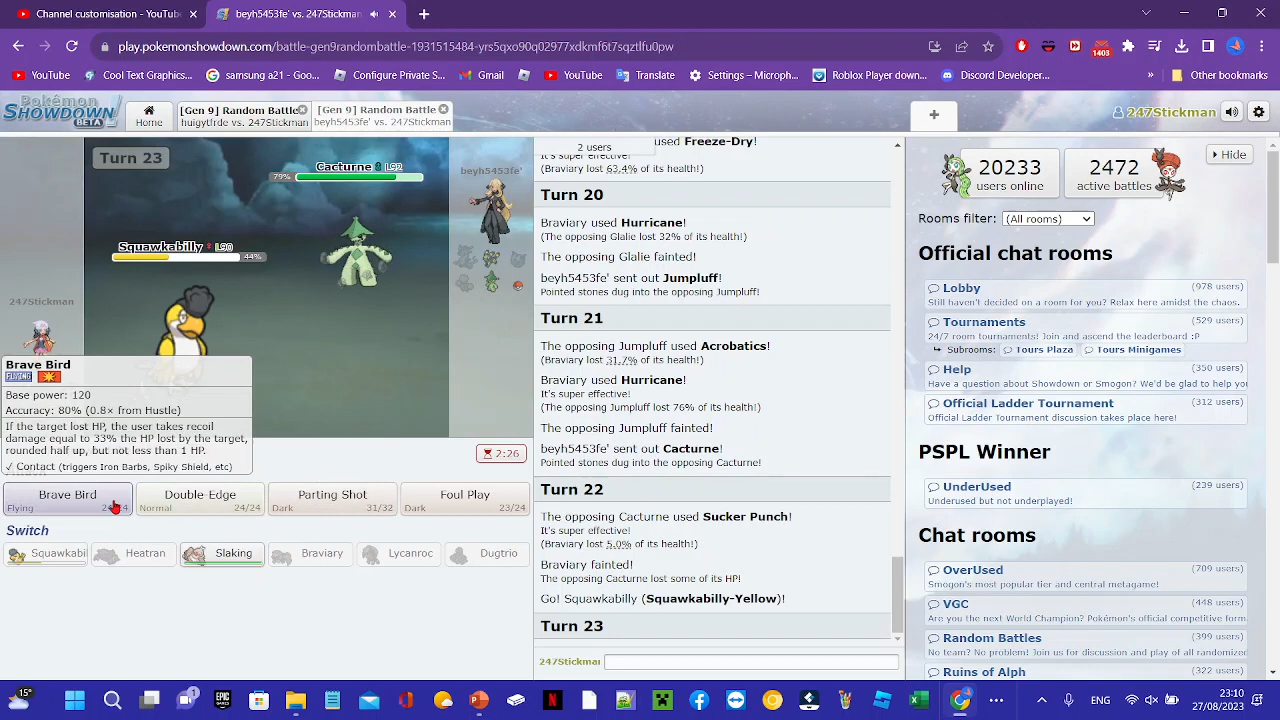 Channel customisation - YouTube
beyh5453fe' vs. 247Stickman
play.pokemonshowdown.com/battle-gen9randombattle-1931515484-yrs5qxo90q02977xdkmf6t7sqztlfu0pw
1403
YouTube
Cool Text Graphics...
samsung a21 - Goo...
Configure Private S...
Gmail
YouTube
Translate
Settings – Microph...
Roblox Player down...
Discord Developer...
»
Other bookmarks
Pokémon
SHOWDOWN
BETA
Home
[Gen 9] Random Battle
huigytfrde vs. 247Stickman
[Gen 9] Random Battle
beyh5453fe' vs. 247Stickman
247Stickman
Turn 23
Cacturne
79%
Squawkabilly
44%
beyh5453fe'
247Stickman
Brave Bird
FLYING
Base power: 120
Accuracy: 80% (0.8× from Hustle)
If the target lost HP, the user takes recoil
damage equal to 33% the HP lost by the target,
rounded half up, but not less than 1 HP.
✓ Contact (triggers Iron Barbs, Spiky Shield, etc)
2:26
Brave Bird
Flying
Double-Edge
Normal 24/24
Parting Shot
Dark 31/32
Foul Play
Dark 23/24
Switch
Squawkabi
Heatran
Slaking
Braviary
Lycanroc
Dugtrio
2 users
used Freeze-Dry!
It's super effective!
(Braviary lost 63.4% of its health!)
Turn 20
Braviary used Hurricane!
(The opposing Glalie lost 32% of its health!)
The opposing Glalie fainted!
beyh5453fe' sent out Jumpluff!
Pointed stones dug into the opposing Jumpluff!
Turn 21
The opposing Jumpluff used Acrobatics!
(Braviary lost 31.7% of its health!)
Braviary used Hurricane!
It's super effective!
(The opposing Jumpluff lost 76% of its health!)
The opposing Jumpluff fainted!
beyh5453fe' sent out Cacturne!
Pointed stones dug into the opposing Cacturne!
Turn 22
The opposing Cacturne used Sucker Punch!
It's super effective!
(Braviary lost 5.0% of its health!)
Braviary fainted!
The opposing Cacturne lost some of its HP!
Go! Squawkabilly (Squawkabilly-Yellow)!
Turn 23
247Stickman
20233
users online
2472
active battles
Hide
Rooms filter: (All rooms)
Official chat rooms
Lobby (978 users)
Still haven't decided on a room for you? Relax here amidst the chaos.
Tournaments (529 users)
24/7 room tournaments! Join and ascend the leaderboard :P
Subrooms: Tours Plaza Tours Minigames
Help (350 users)
Have a question about Showdown or Smogon? We'd be glad to help you
Official Ladder Tournament (312 users)
Official Ladder Tournament discussion takes place here!
PSPL Winner
UnderUsed (239 users)
Underused but not underplayed!
Chat rooms
OverUsed (709 users)
Smogon's most popular tier and central metagame!
VGC (448 users)
Are you the next World Champion? Pokémon's official competitive form
Random Battles (399 users)
No team? No problem! Join us for discussion and play of all randomized
Ruins of Alph (322 users)
15°
1
4
ENG
23:10
27/08/2023